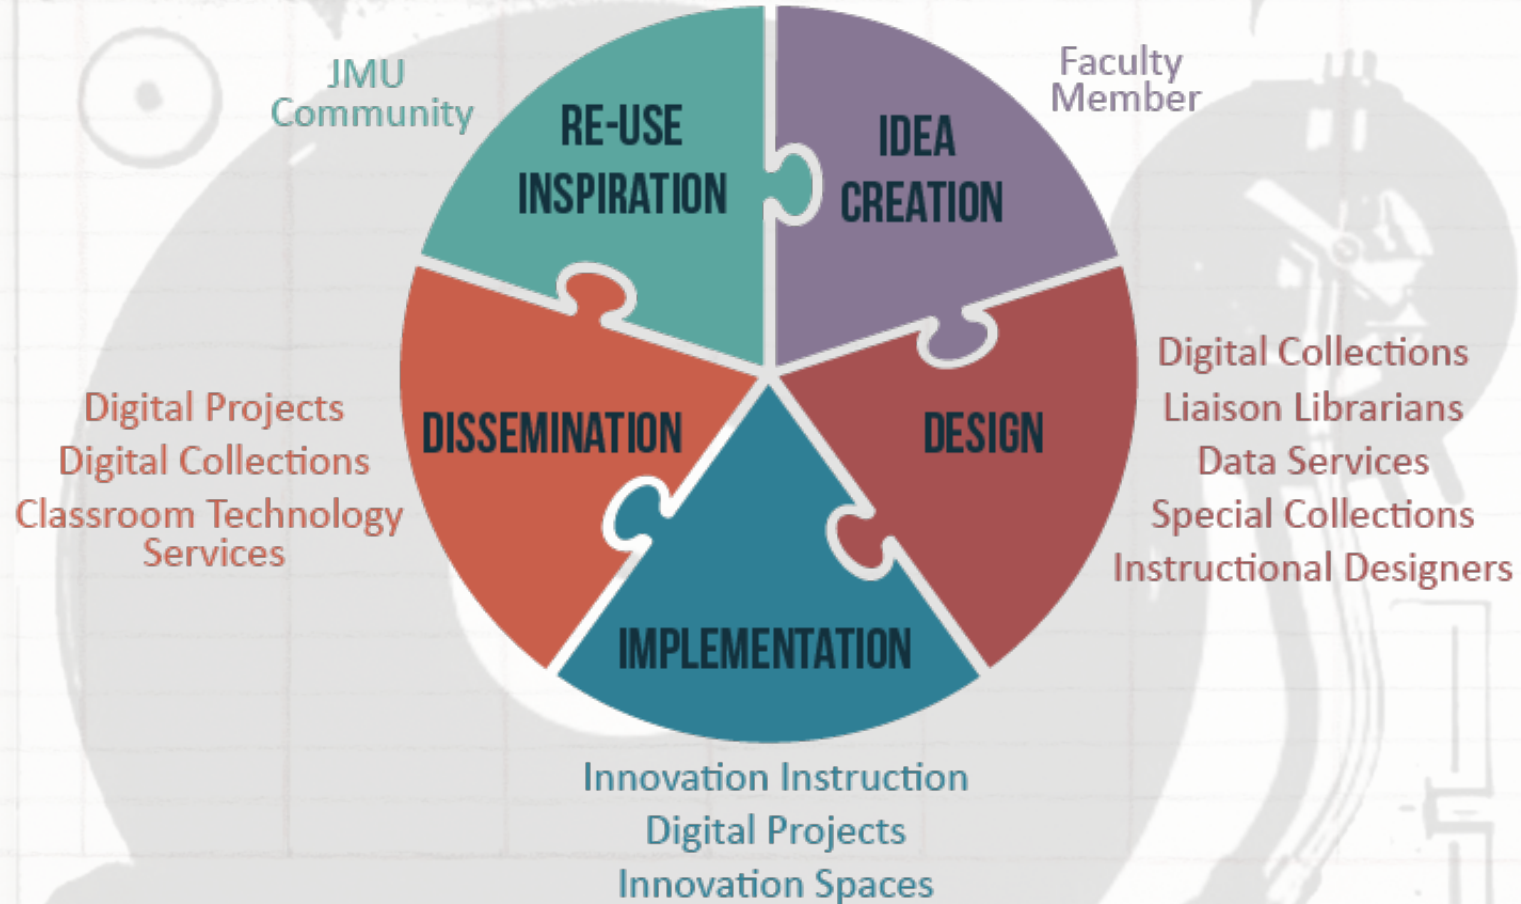 JMU
Community
RE-USE
INSPIRATION
IDEA
CREATION
Faculty
Member
Digital Projects
Digital Collections
Classroom Technology
Services
DISSEMINATION
DESIGN
Digital Collections
Liaison Librarians
Data Services
Special Collections
Instructional Designers
IMPLEMENTATION
Innovation Instruction
Digital Projects
Innovation Spaces